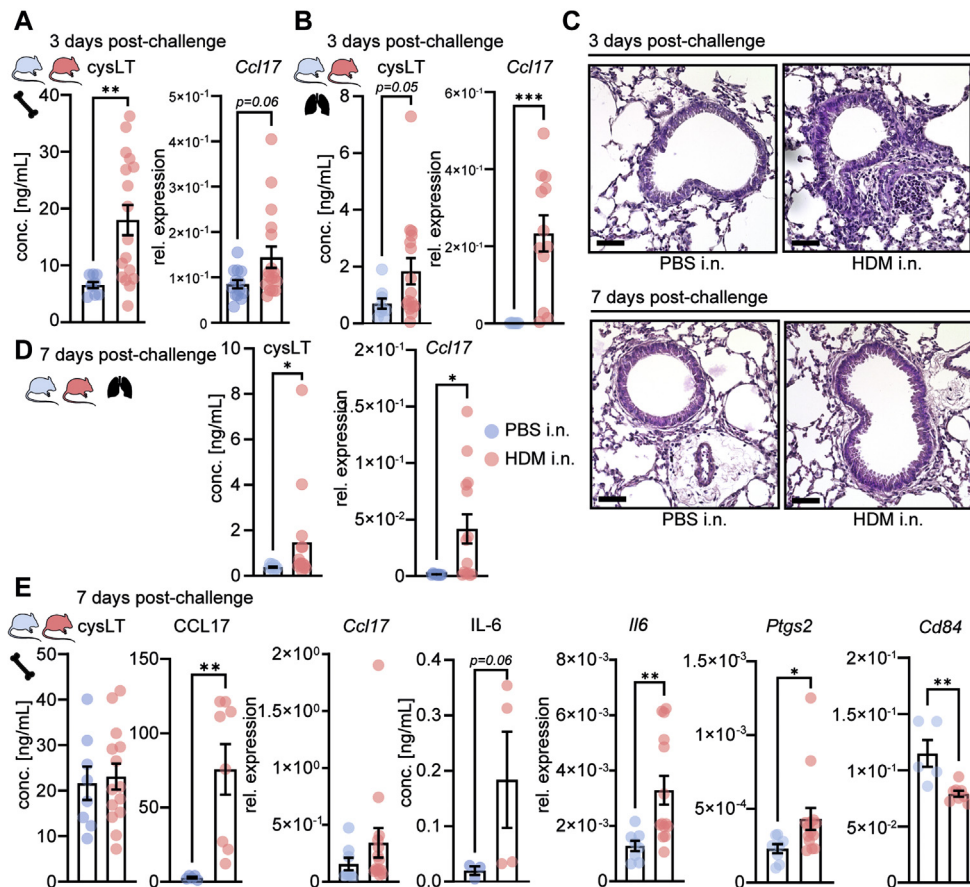 A
3 days post-challenge
cysLT
Ccl17
**
p=0.06
conc. [ng/mL]
40
30
20
10
0
rel. expression
5×10⁻¹
4×10⁻¹
3×10⁻¹
2×10⁻¹
1×10⁻¹
0
B
3 days post-challenge
cysLT
Ccl17
p=0.05
***
conc. [ng/mL]
8
6
4
2
0
rel. expression
6×10⁻¹
4×10⁻¹
2×10⁻¹
0
C
3 days post-challenge
PBS i.n.
HDM i.n.
7 days post-challenge
PBS i.n.
HDM i.n.
D
7 days post-challenge
cysLT
Ccl17
*
*
conc. [ng/mL]
10
8
6
4
2
0
PBS i.n.
HDM i.n.
rel. expression
2×10⁻¹
2×10⁻¹
1×10⁻¹
5×10⁻²
0
E
7 days post-challenge
cysLT
CCL17
Ccl17
IL-6
Il6
Ptgs2
Cd84
conc. [ng/mL]
50
40
30
20
10
0
**
150
100
50
0
rel. expression
2×10⁰
2×10⁰
1×10⁰
5×10⁻¹
0
p=0.06
conc. [ng/mL]
0.4
0.3
0.2
0.1
0.0
**
rel. expression
8×10⁻³
6×10⁻³
4×10⁻³
2×10⁻³
0
*
1×10⁻³
1×10⁻³
5×10⁻⁴
0
**
2×10⁻¹
1×10⁻¹
5×10⁻²
0